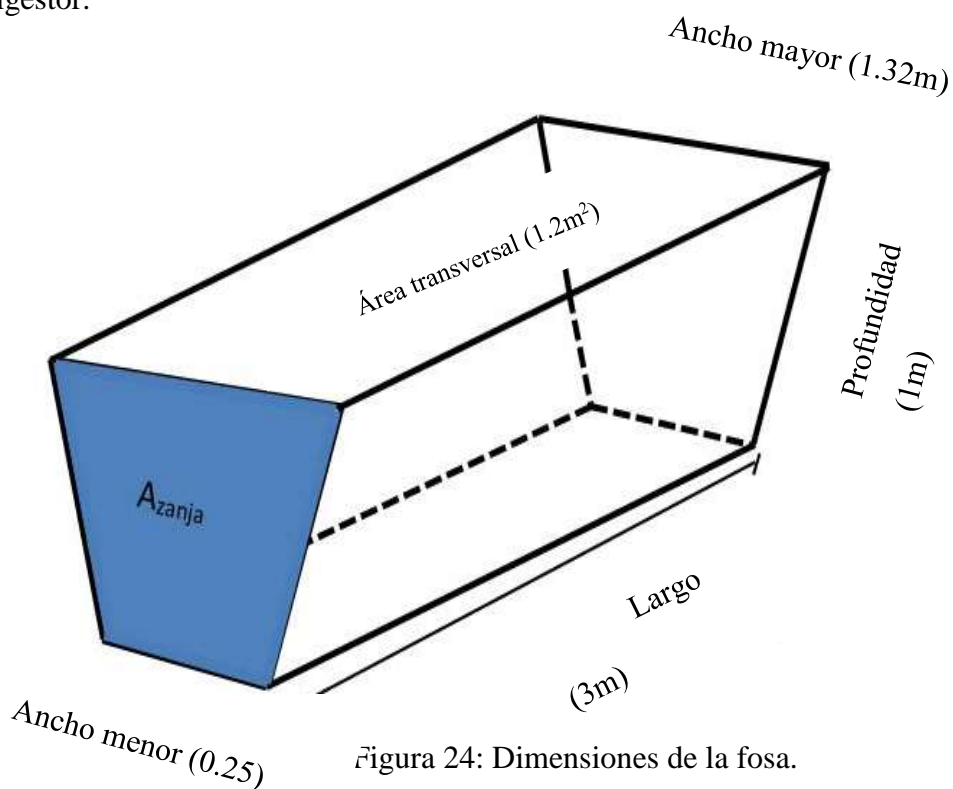 Ancho mayor (1.32m)
Área transversal (1.2m²)
Profundidad
(1m)
Azanja
Largo
(3m)
Ancho menor (0.25)
Figura 24: Dimensiones de la fosa.